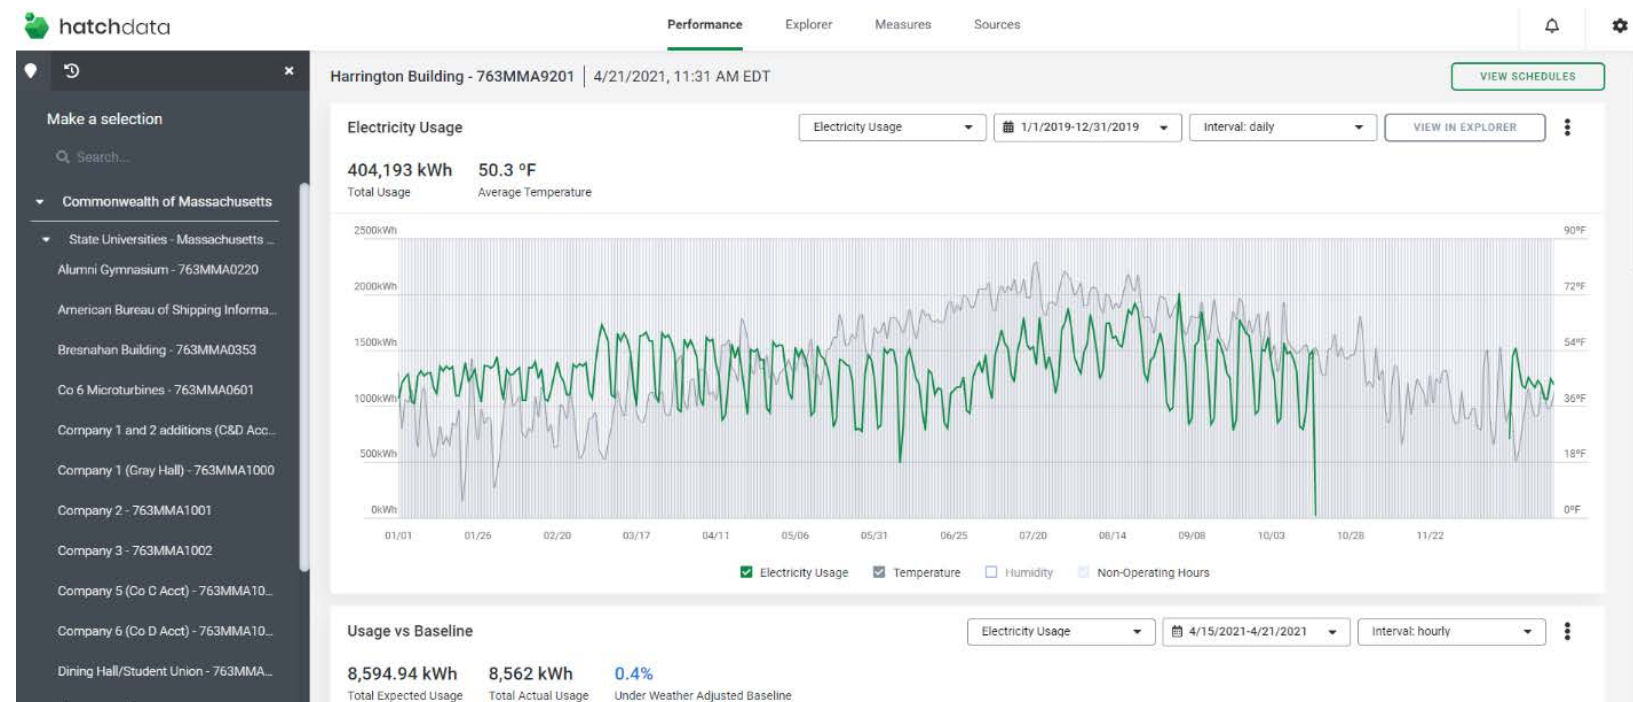 hatchdata
Performance Explorer Measures Sources
Make a selection
Search...
Commonwealth of Massachusetts
State Universities - Massachusetts ...
Alumni Gymnasium - 763MMA0220
American Bureau of Shipping Informa...
Bresnahan Building - 763MMA0353
Co 6 Microturbines - 763MMA0601
Company 1 and 2 additions (C&D Acc...
Company 1 (Gray Hall) - 763MMA1000
Company 2 - 763MMA1001
Company 3 - 763MMA1002
Company 5 (Co C Acct) - 763MMA10...
Company 6 (Co D Acct) - 763MMA10...
Dining Hall/Student Union - 763MMA...
Harrington Building - 763MMA9201 | 4/21/2021, 11:31 AM EDT
VIEW SCHEDULES
Electricity Usage
Electricity Usage 1/1/2019-12/31/2019 Interval: daily VIEW IN EXPLORER
404,193 kWh 50.3 ºF
Total Usage Average Temperature
2500kWh 90ºF
2000kWh 72ºF
1500kWh 54ºF
1000kWh 36ºF
500kWh 18ºF
0kWh 0ºF
01/01 01/26 02/20 03/17 04/11 05/06 05/31 06/25 07/20 08/14 09/08 10/03 10/28 11/22
Electricity Usage Temperature Humidity Non-Operating Hours
Usage vs Baseline
Electricity Usage 4/15/2021-4/21/2021 Interval: hourly
8,594.94 kWh 8,562 kWh 0.4%
Total Expected Usage Total Actual Usage Under Weather Adjusted Baseline